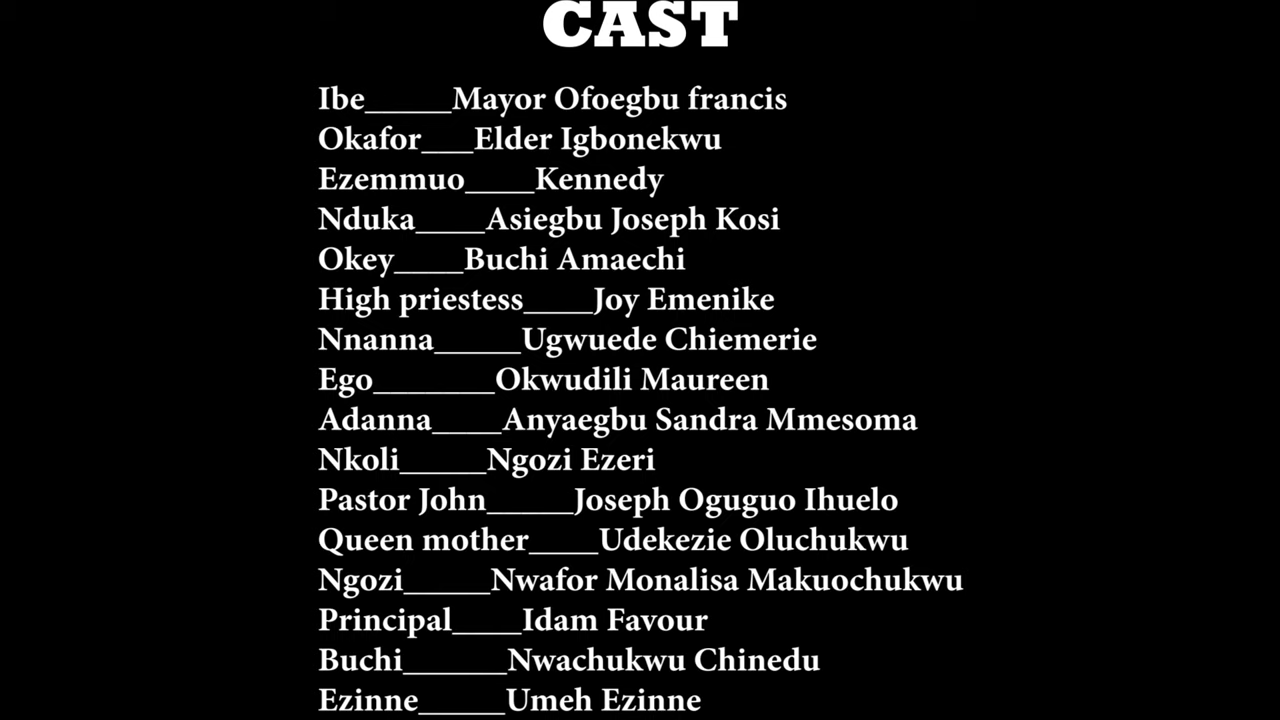 CAST
Ibe_____Mayor Ofoegbu francis
Okafor___Elder Igbonekwu
Ezemmuo____Kennedy
Nduka____Asiegbu Joseph Kosi
Okey____Buchi Amaechi
High priestess____Joy Emenike
Nnanna_____Ugwuede Chiemerie
Ego_______Okwudili Maureen
Adanna____Anyaegbu Sandra Mmesoma
Nkoli_____Ngozi Ezeri
Pastor John_____Joseph Oguguo Ihuelo
Queen mother____Udekezie Oluchukwu
Ngozi_____Nwafor Monalisa Makuochukwu
Principal____Idam Favour
Buchi______Nwachukwu Chinedu
Ezinne_____Umeh Ezinne